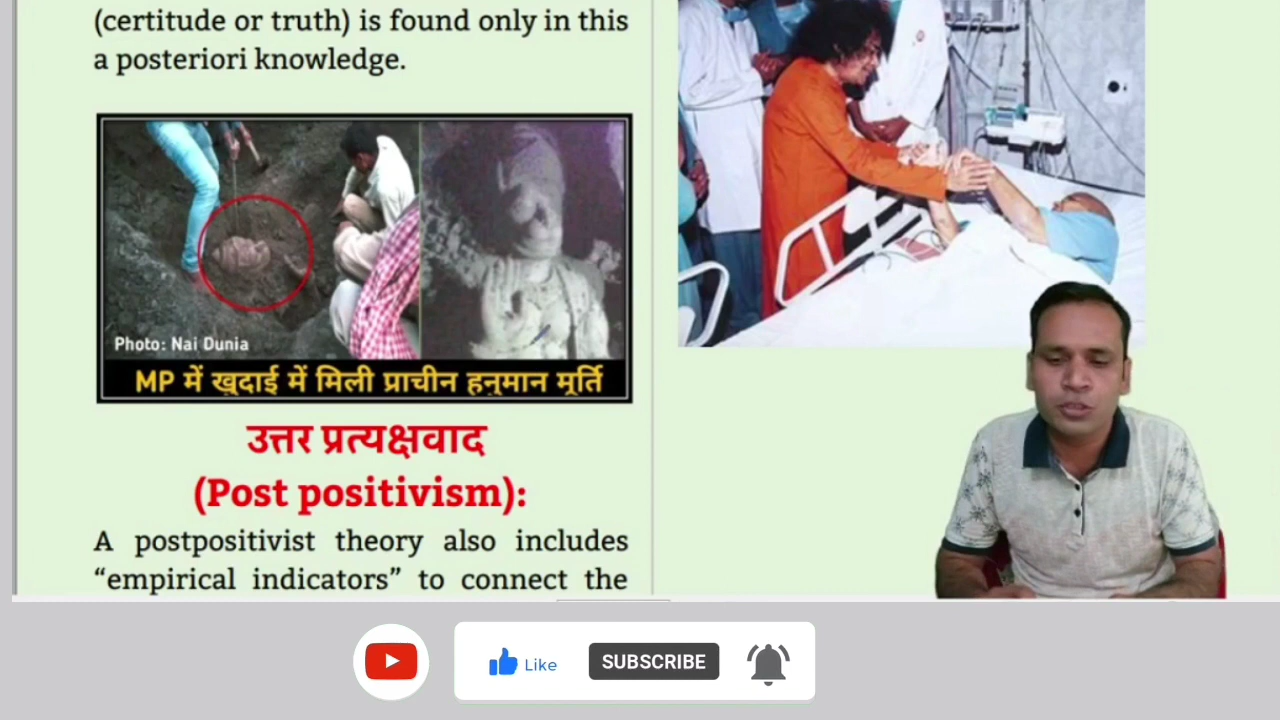 (certitude or truth) is found only in this
a posteriori knowledge.
Photo: Nai Dunia
MP में खुदाई में मिली प्राचीन हनुमान मूर्ति
उत्तर प्रत्यक्षवाद
(Post positivism):
A postpositivist theory also includes
“empirical indicators” to connect the
Like
SUBSCRIBE